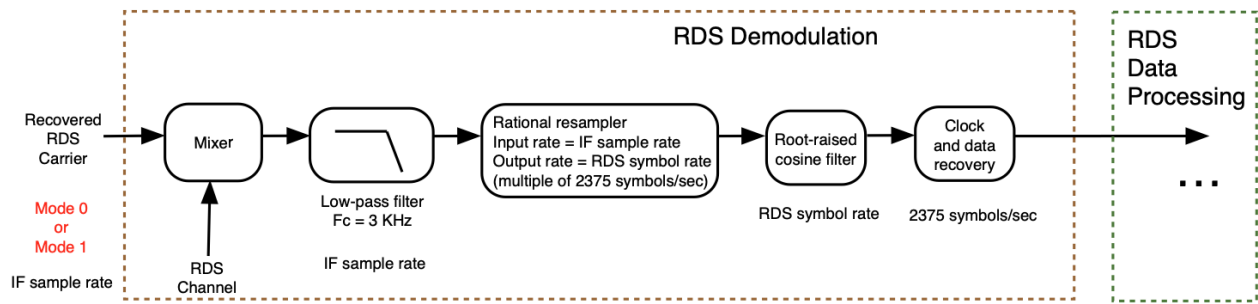 RDS Demodulation
RDS
Data
Processing
Recovered
RDS
Carrier
Mixer
Rational resampler
Input rate = IF sample rate
Output rate = RDS symbol rate
(multiple of 2375 symbols/sec)
Root-raised
cosine filter
Clock
and data
recovery
...
Low-pass filter
Fc = 3 KHz
RDS symbol rate
2375 symbols/sec
Mode 0
or
Mode 1
IF sample rate
RDS
Channel
IF sample rate